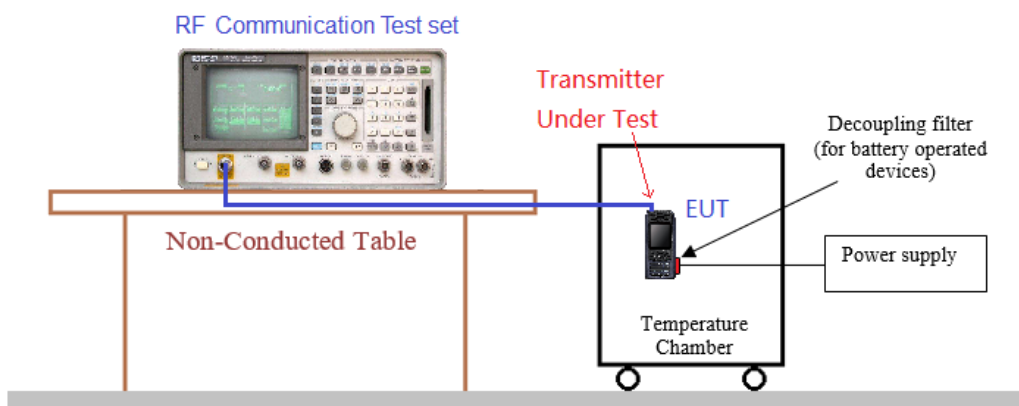 RF Communication Test set
Transmitter
Under Test
Decoupling filter
(for battery operated
devices)
EUT
Non-Conducted Table
Power supply
Temperature
Chamber